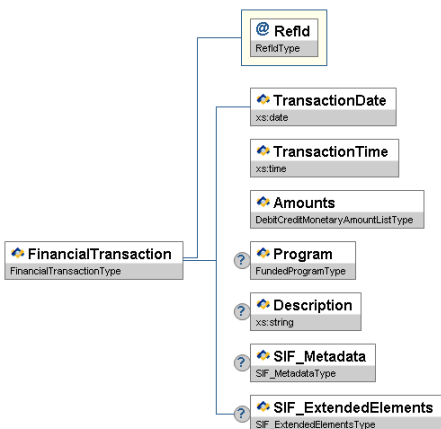 @ RefId
RefIdType
TransactionDate
xs:date
TransactionTime
xs:time
Amounts
DebitCreditMonetaryAmountListType
FinancialTransaction
FinancialTransactionType
? Program
FundedProgramType
? Description
xs:string
? SIF_Metadata
SIF_MetadataType
? SIF_ExtendedElements
SIF_ExtendedElementsType